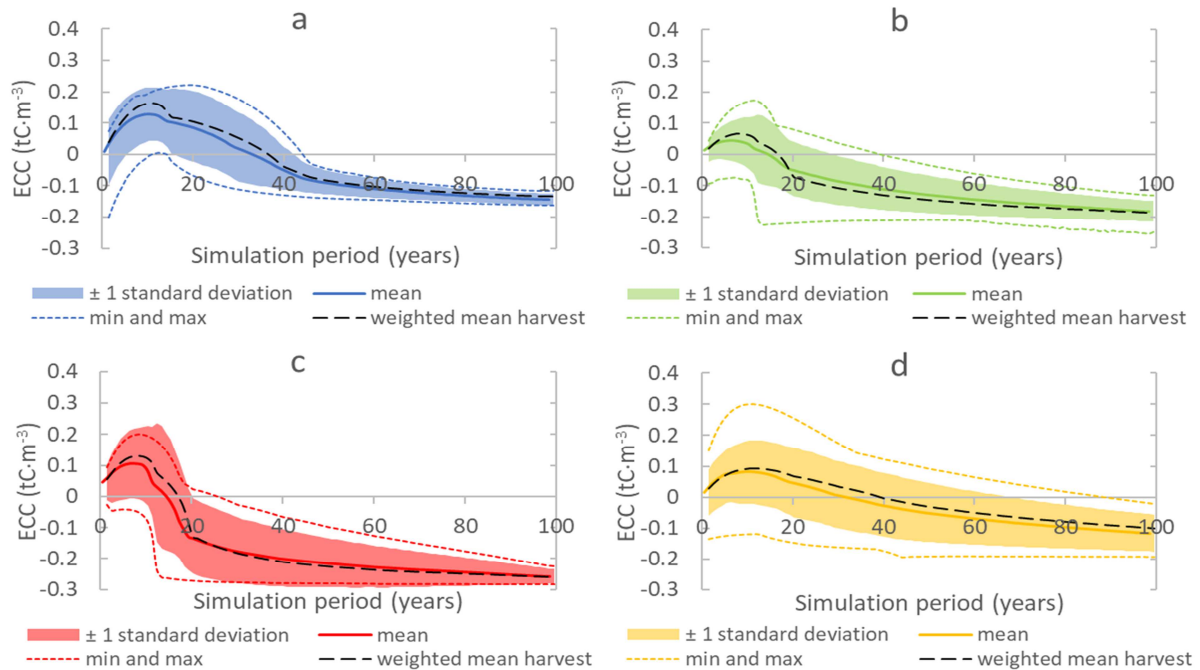 a
ECC (tC·m-3)
0.4
0.3
0.2
0.1
0
-0.1
-0.2
-0.3
0 20 40 60 80 100
Simulation period (years)
± 1 standard deviation mean
min and max weighted mean harvest
b
ECC (tC·m-3)
0.4
0.3
0.2
0.1
0
-0.1
-0.2
-0.3
0 20 40 60 80 100
Simulation period (years)
± 1 standard deviation mean
min and max weighted mean harvest
c
ECC (tC·m-3)
0.4
0.3
0.2
0.1
0
-0.1
-0.2
-0.3
0 20 40 60 80 100
Simulation period (years)
± 1 standard deviation mean
min and max weighted mean harvest
d
ECC (tC·m-3)
0.4
0.3
0.2
0.1
0
-0.1
-0.2
-0.3
0 20 40 60 80 100
Simulation period (years)
± 1 standard deviation mean
min and max weighted mean harvest